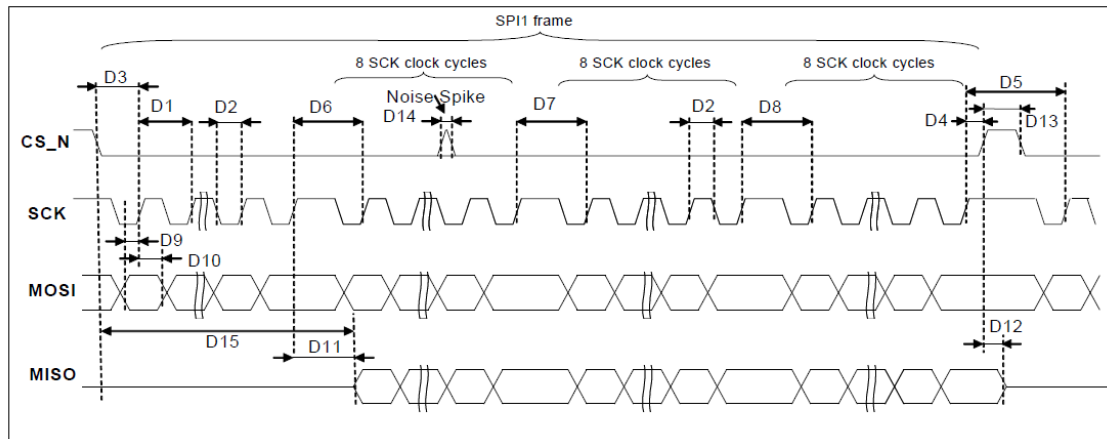 SPI1 frame
8 SCK clock cycles
8 SCK clock cycles
8 SCK clock cycles
D3
D1
D2
D6
Noise Spike
D14
D7
D2
D8
D5
D4
D13
CS_N
SCK
D9
D10
MOSI
D15
D11
D12
MISO